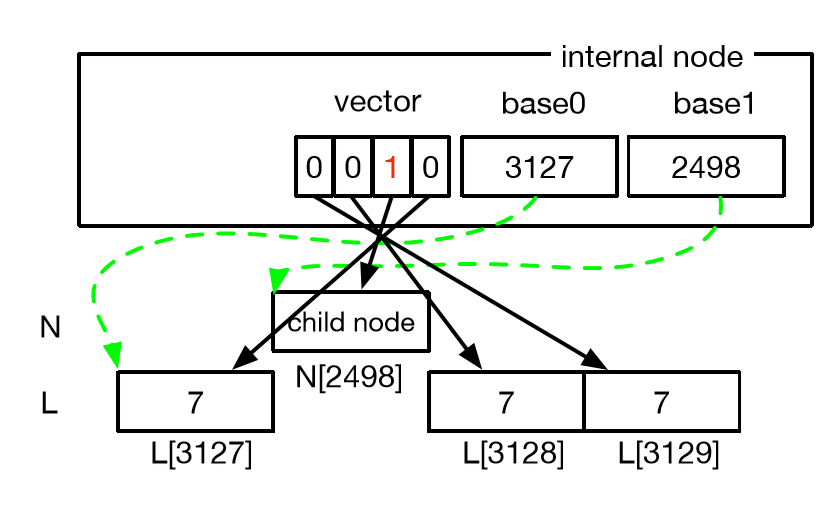 internal node
vector base0 base1
0 0 1 0 3127 2498
N child node
N[2498]
L 7 7 7
L[3127] L[3128] L[3129]